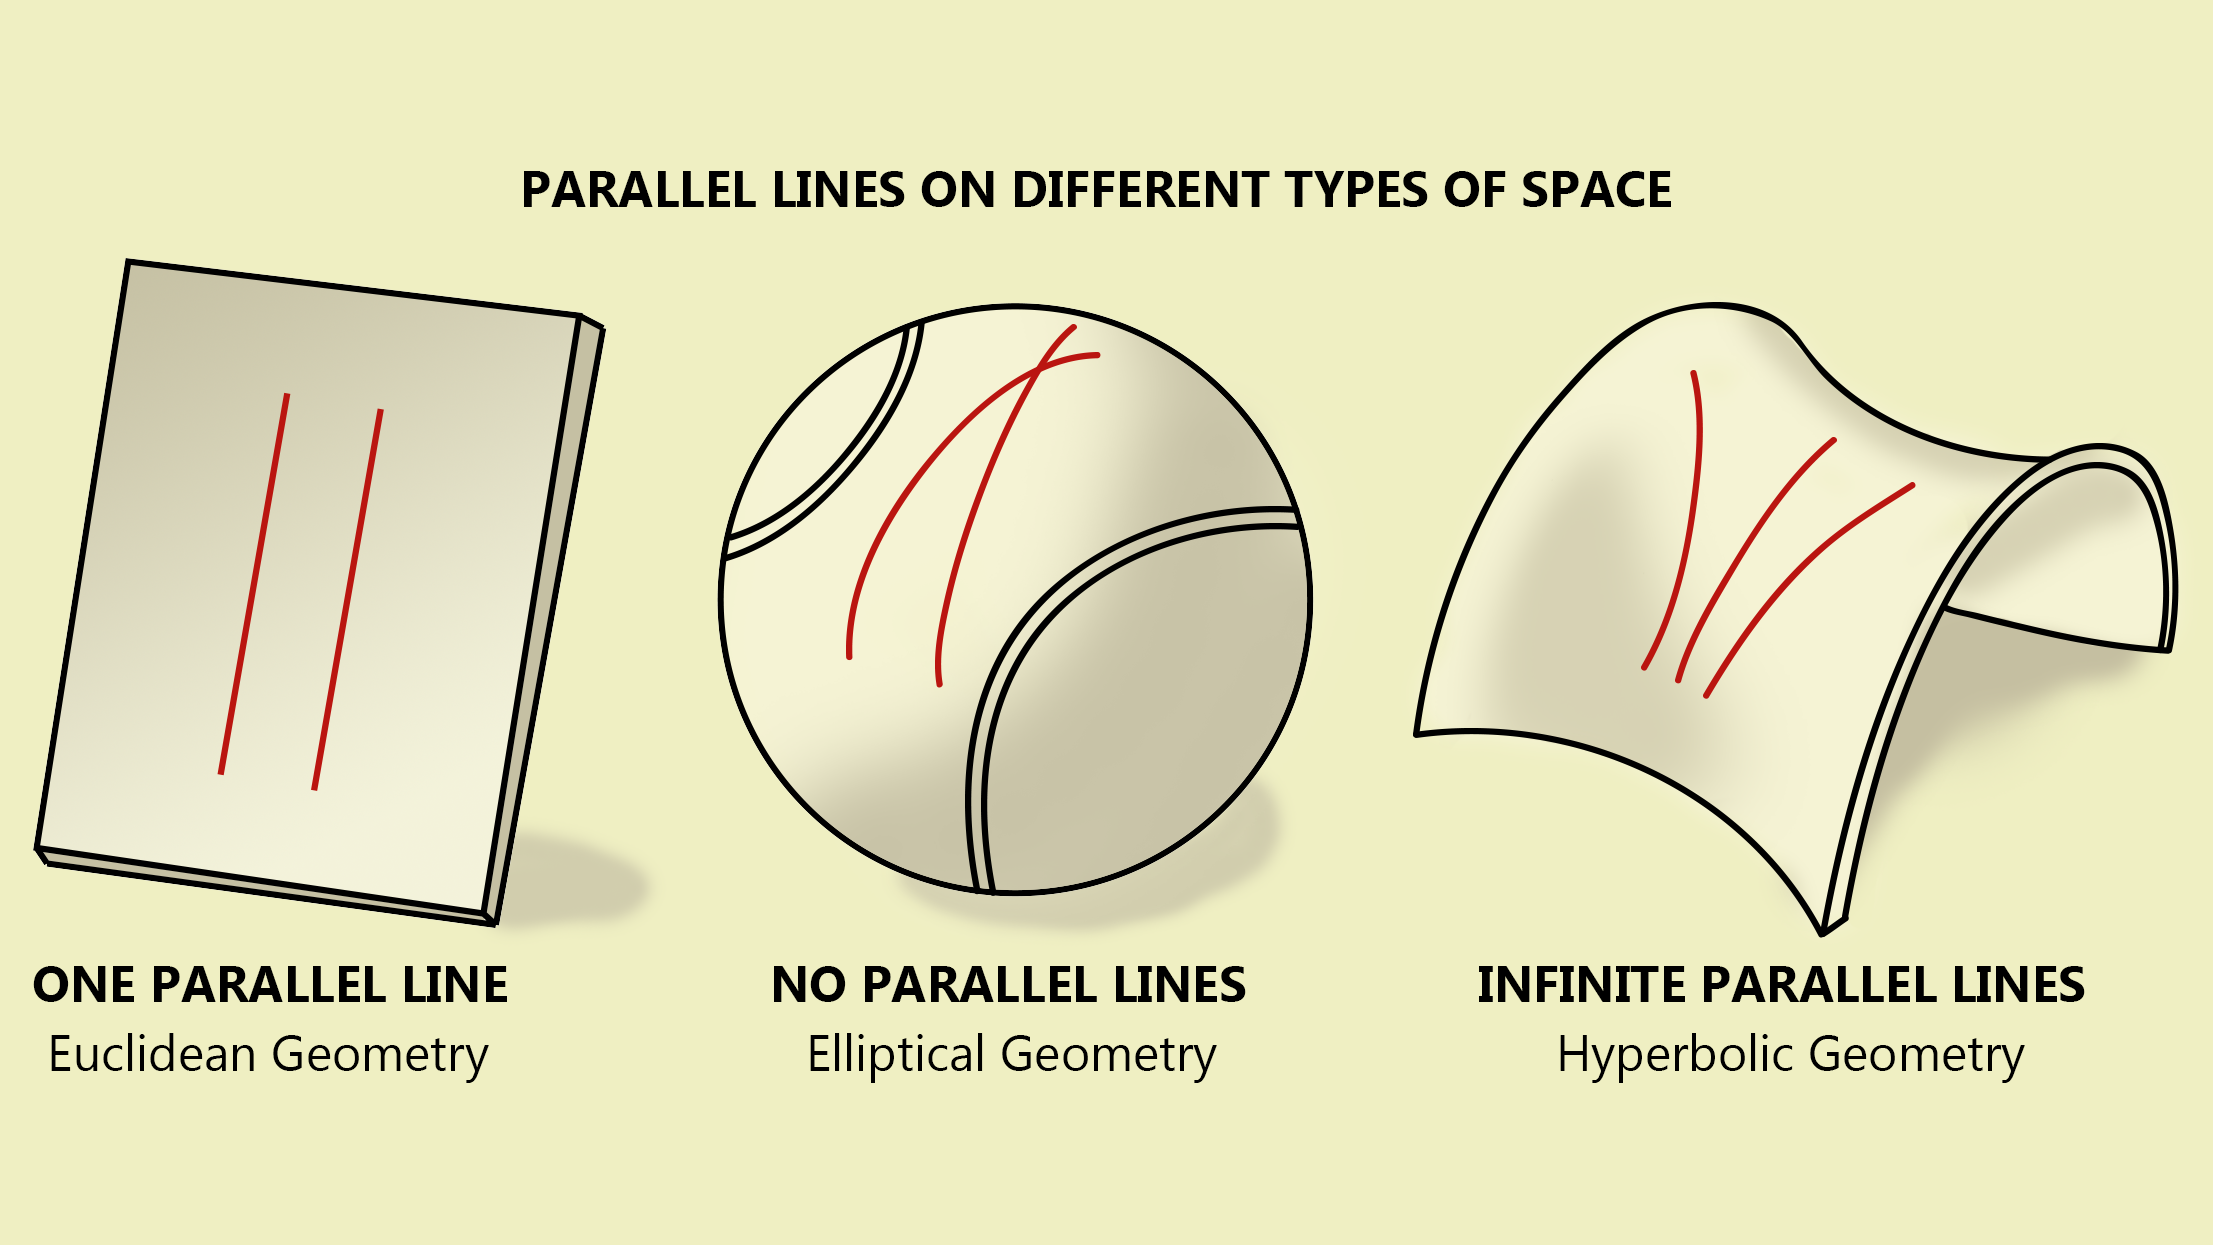 PARALLEL LINES ON DIFFERENT TYPES OF SPACE
ONE PARALLEL LINE
Euclidean Geometry
NO PARALLEL LINES
Elliptical Geometry
INFINITE PARALLEL LINES
Hyperbolic Geometry